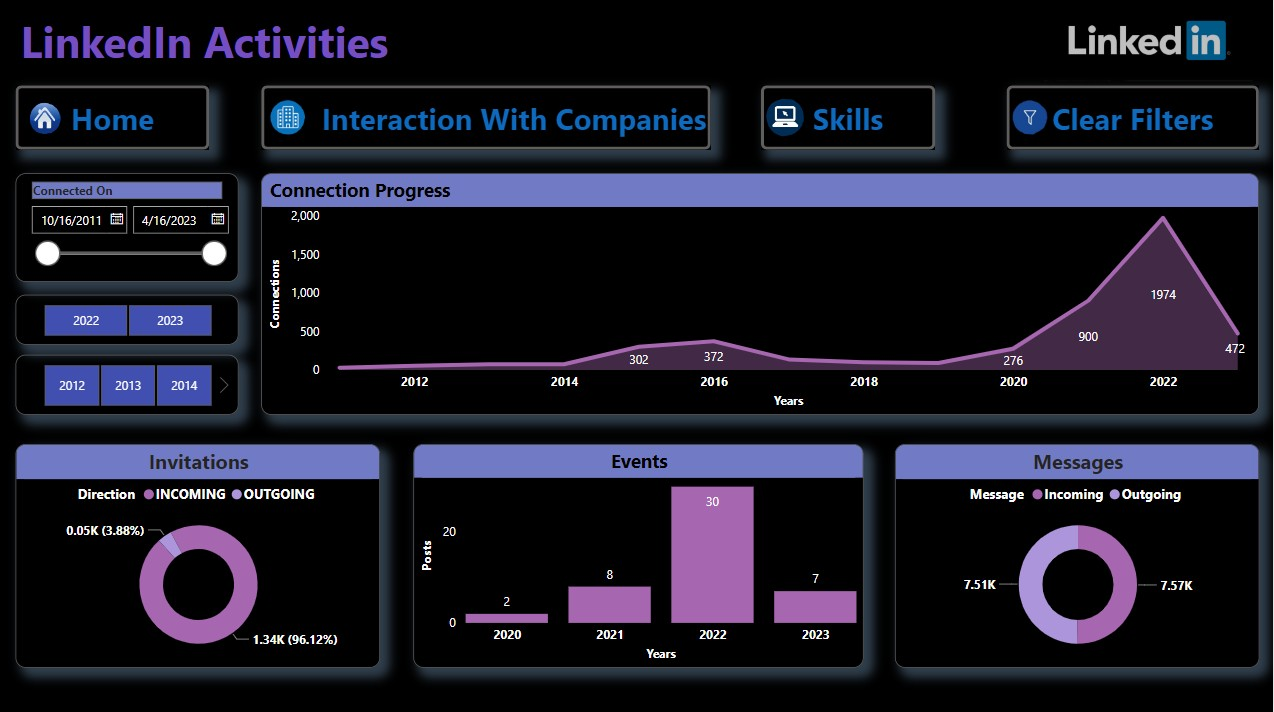 LinkedIn Activities
Linked in
Home
Interaction With Companies
Skills
Clear Filters
Connected On
10/16/2011
4/16/2023
2022
2023
2012
2013
2014
Connection Progress
2,000
1,500
1,000
500
0
Connections
302
372
276
900
1974
472
2012
2014
2016
2018
2020
2022
Years
Invitations
Direction INCOMING OUTGOING
0.05K (3.88%)
1.34K (96.12%)
Events
20
0
Posts
2
8
30
7
2020
2021
2022
2023
Years
Messages
Message Incoming Outgoing
7.51K
7.57K